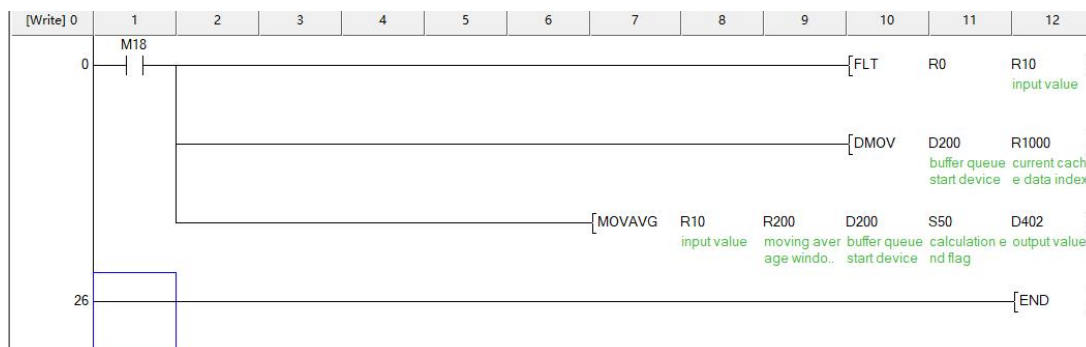 [Write] 0 1 2 3 4 5 6 7 8 9 10 11 12
M18
0 FLT R0 R10
input value
DMOV D200 R1000
buffer queue current cach
start device e data index
MOVAVG R10 R200 D200 S50 D402
input value moving aver buffer queue calculation e output value
age windo.. start device nd flag
26 END